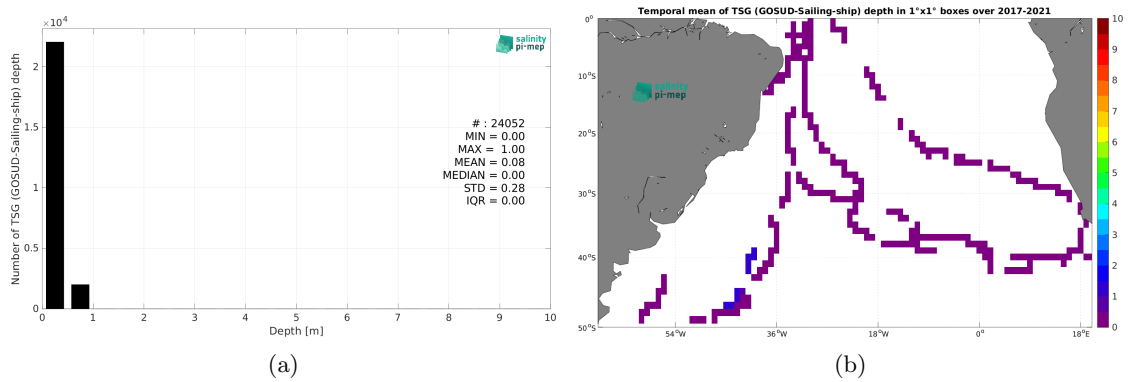 ×10⁴
2
1.5
1
0.5
0
0 1 2 3 4 5 6 7 8 9 10
Number of TSG (GOSUD-Sailing-ship) depth
Depth [m]
salinity
pi-mep
# : 24052
MIN = 0.00
MAX = 1.00
MEAN = 0.08
MEDIAN = 0.00
STD = 0.28
IQR = 0.00
(a)
Temporal mean of TSG (GOSUD-Sailing-ship) depth in 1°x1° boxes over 2017-2021
0°
10°S
20°S
30°S
40°S
50°S
54°W 36°W 18°W 0° 18°E
salinity
pi-mep
10
9
8
7
6
5
4
3
2
1
0
(b)